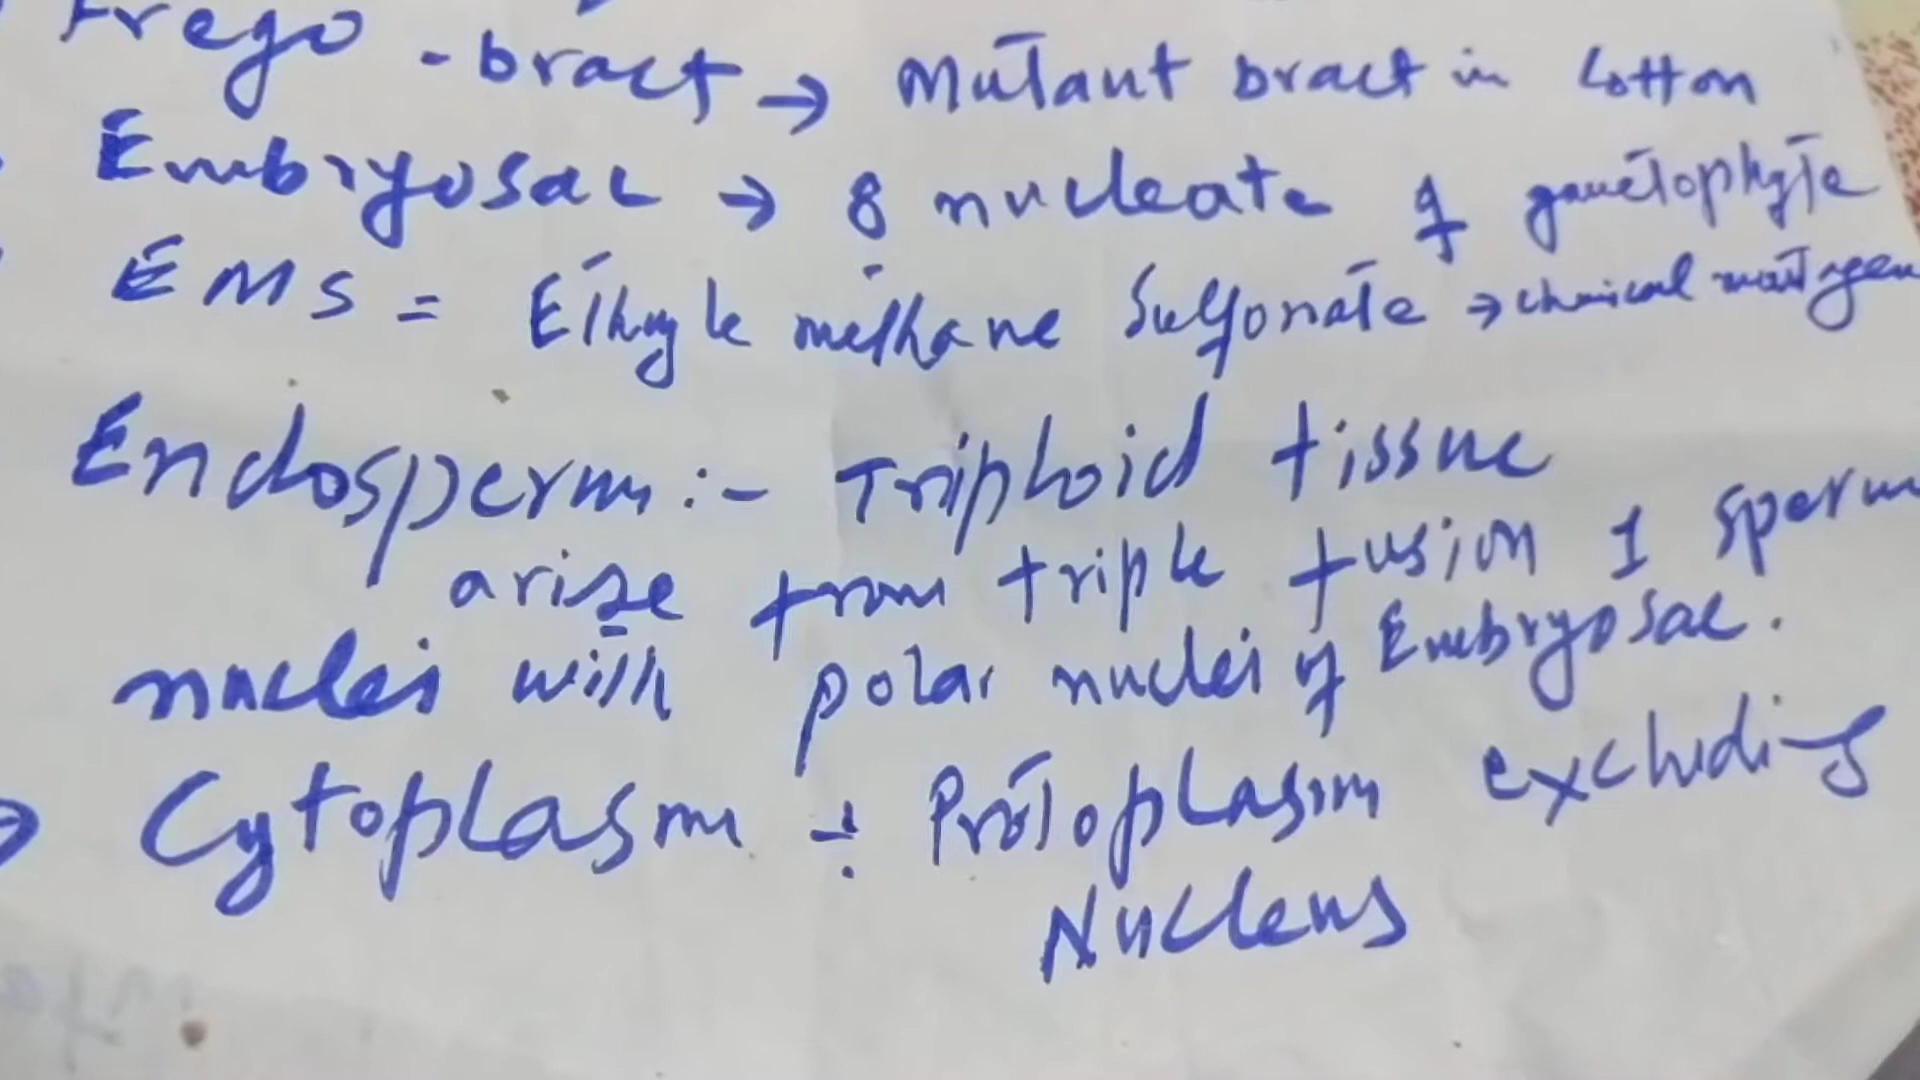 Frego - bract → Mutant bract in Cotton
Embryosac → 8 nucleate ♀ gametophyte
EMS = Ethyle methane Sulfonate → chemical mutagen
Endosperm :- Triploid tissue
arise from triple fusion 1 sperm
nuclei with polar nuclei of Embryosac.
→ Cytoplasm ÷ Protoplasm excluding
Nucleus